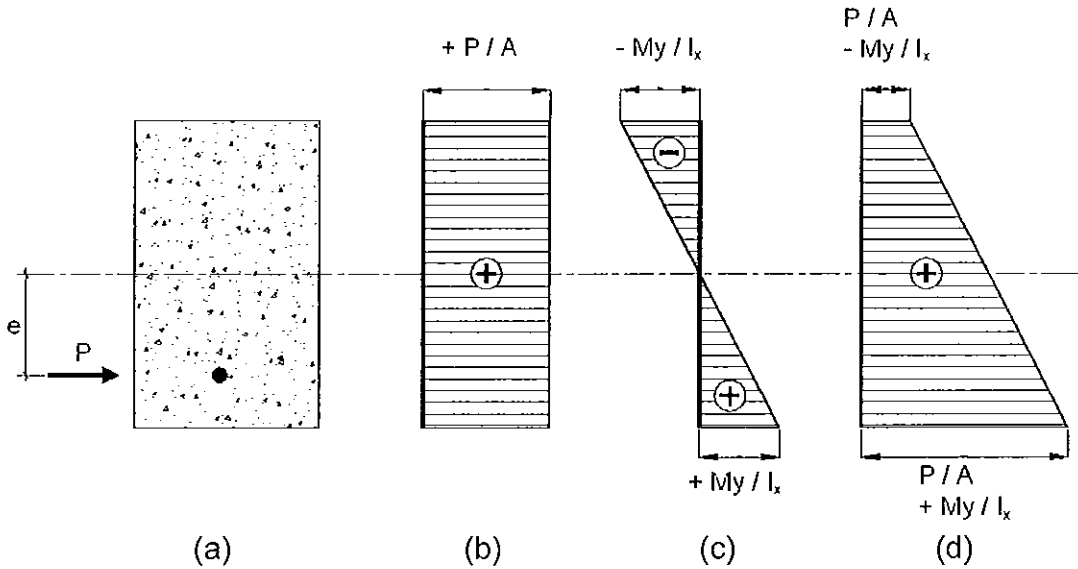 + P / A
- My / Iₓ
P / A
- My / Iₓ
e
P
+ My / Iₓ
P / A
+ My / Iₓ
(a)
(b)
(c)
(d)